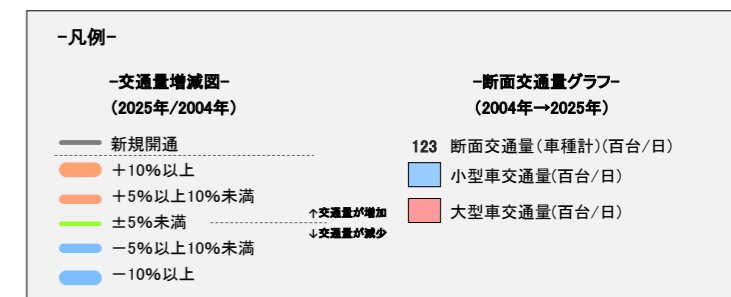 -凡例-
-交通量増減図-
(2025年/2004年)
新規開通
+10%以上
+5%以上10%未満
±5%未満
↑交通量が増加
↓交通量が減少
-5%以上10%未満
-10%以上
-断面交通量グラフ-
(2004年→2025年)
123 断面交通量(車種計)(百台/日)
小型車交通量(百台/日)
大型車交通量(百台/日)